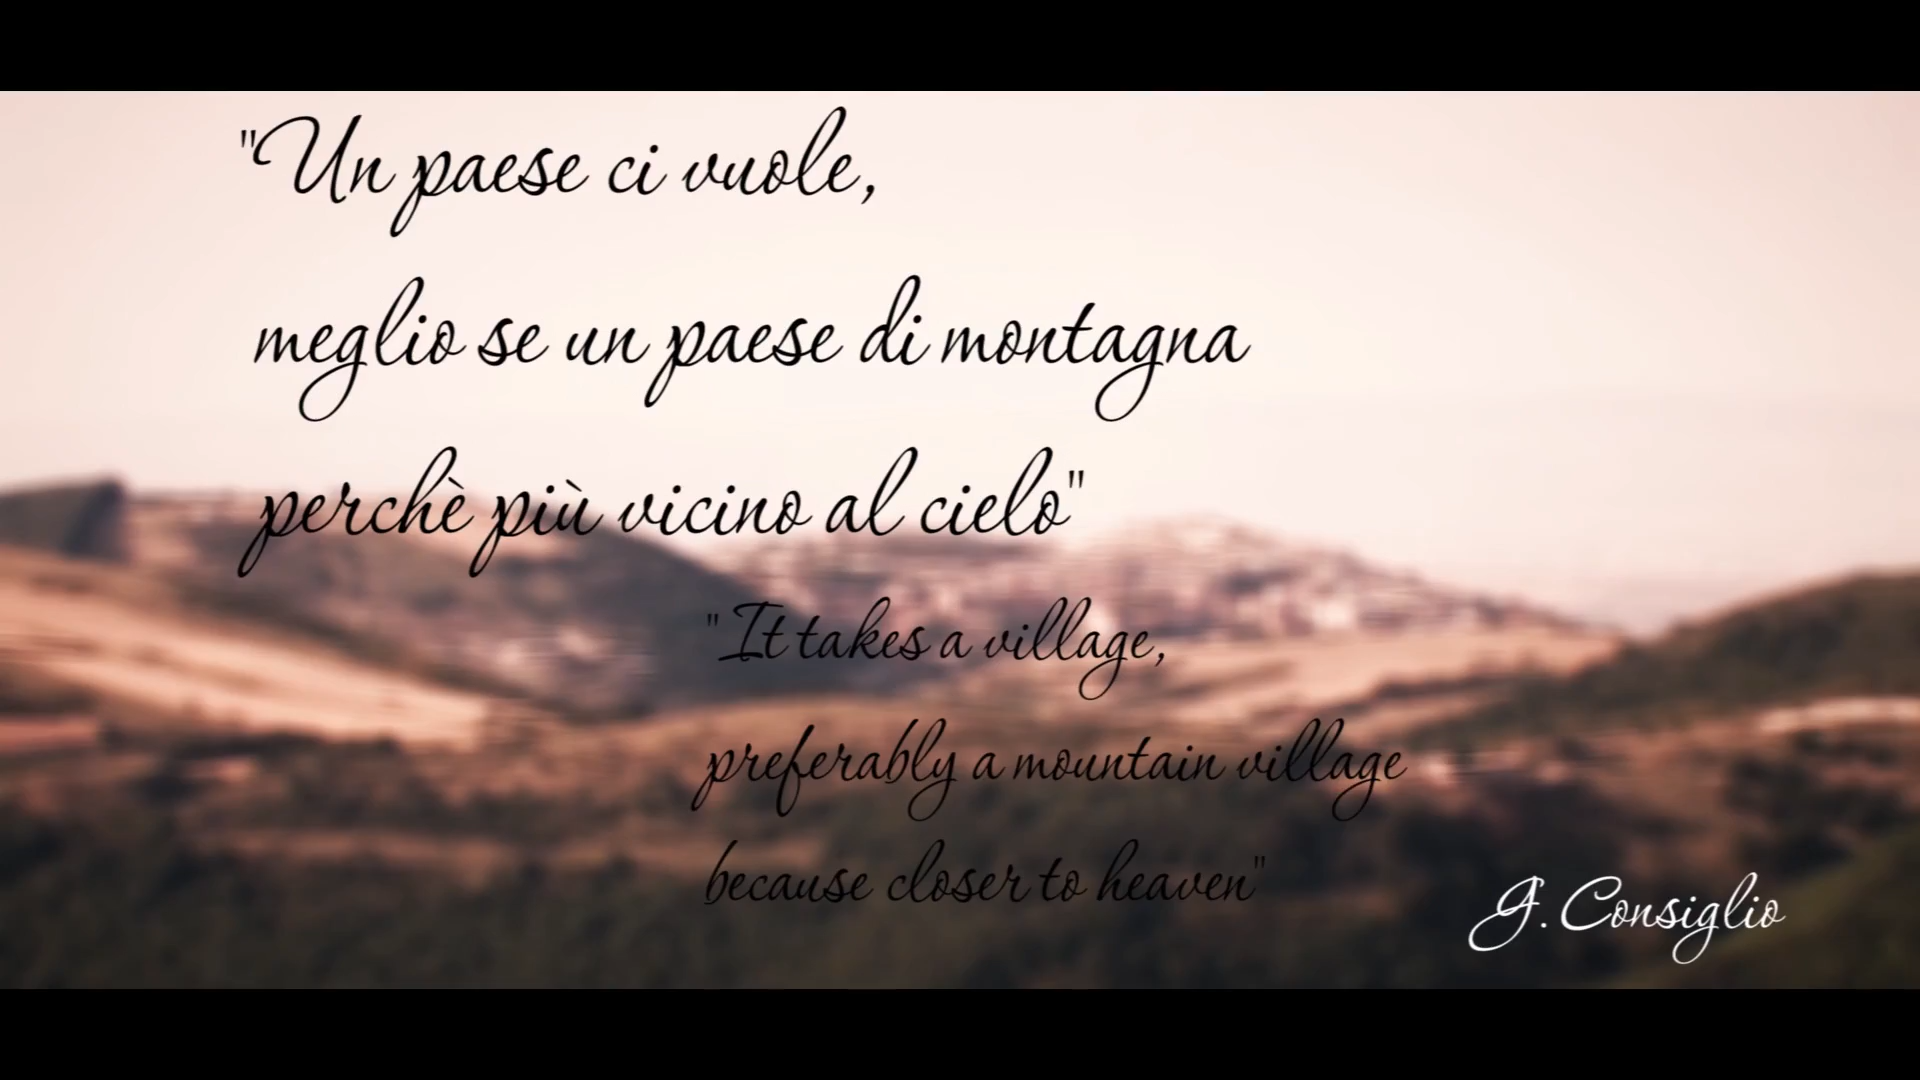 "Un paese ci vuole,
meglio se un paese di montagna
perchè più vicino al cielo"
"It takes a village,
preferably a mountain village
because closer to heaven"
G. Consiglio